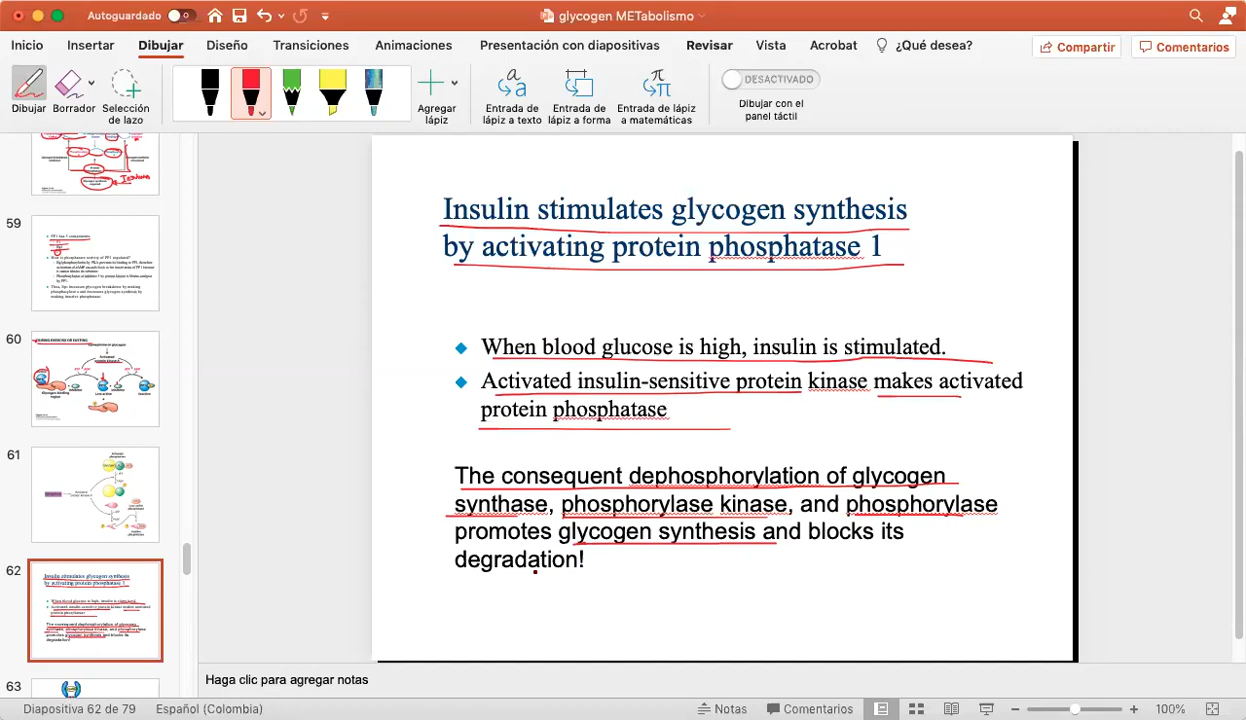 Autoguardado
glycogen METabolismo
Inicio Insertar Dibujar Diseño Transiciones Animaciones Presentación con diapositivas Revisar Vista Acrobat ¿Qué desea? Compartir Comentarios
Dibujar Borrador Selección de lazo Agregar lápiz Entrada de lápiz a texto Entrada de lápiz a forma Entrada de lápiz a matemáticas DESACTIVADO Dibujar con el panel táctil
59
60
61
62
63
Insulin stimulates glycogen synthesis
by activating protein phosphatase 1
When blood glucose is high, insulin is stimulated.
Activated insulin-sensitive protein kinase makes activated
protein phosphatase
The consequent dephosphorylation of glycogen
synthase, phosphorylase kinase, and phosphorylase
promotes glycogen synthesis and blocks its
degradation!
Haga clic para agregar notas
Diapositiva 62 de 79 Español (Colombia) Notas Comentarios 100%